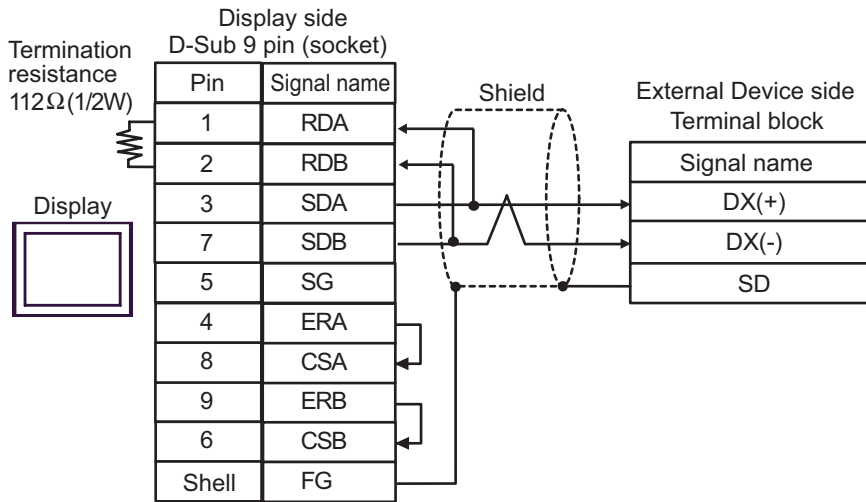 Display side
D-Sub 9 pin (socket)
Termination
resistance
112Ω(1/2W)
Pin Signal name
1 RDA
2 RDB
3 SDA
7 SDB
5 SG
4 ERA
8 CSA
9 ERB
6 CSB
Shell FG
Display
Shield
External Device side
Terminal block
Signal name
DX(+)
DX(-)
SD